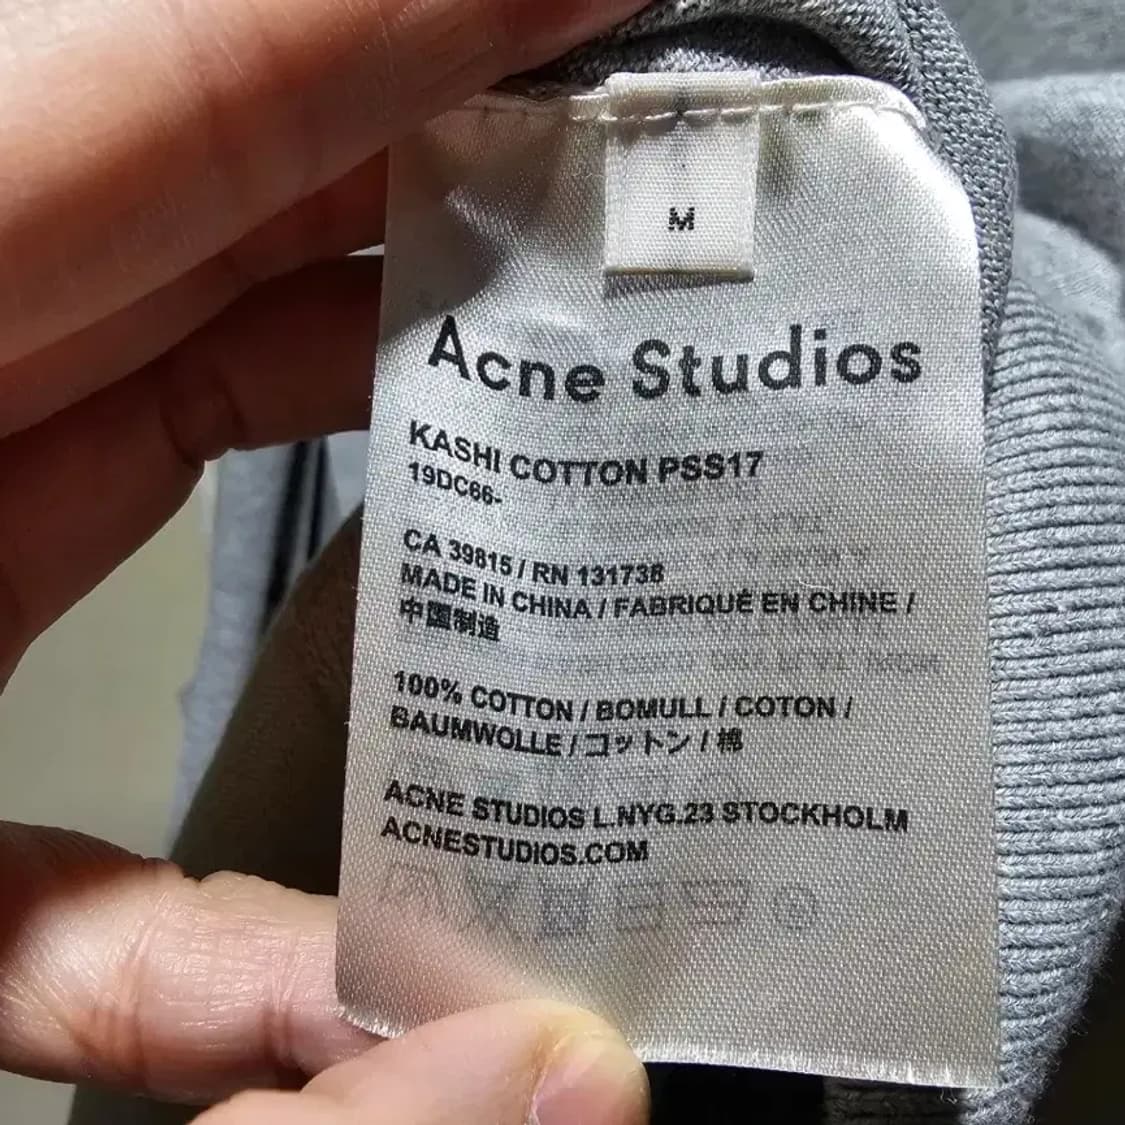 M
Acne Studios
KASHI COTTON PSS17
19DC66-
CA 39815 / RN 131738
MADE IN CHINA / FABRIQUÉ EN CHINE /
中国制造
100% COTTON / BOMULL / COTON /
BAUMWOLLE / コットン / 棉
ACNE STUDIOS L.NYG.23 STOCKHOLM
ACNESTUDIOS.COM